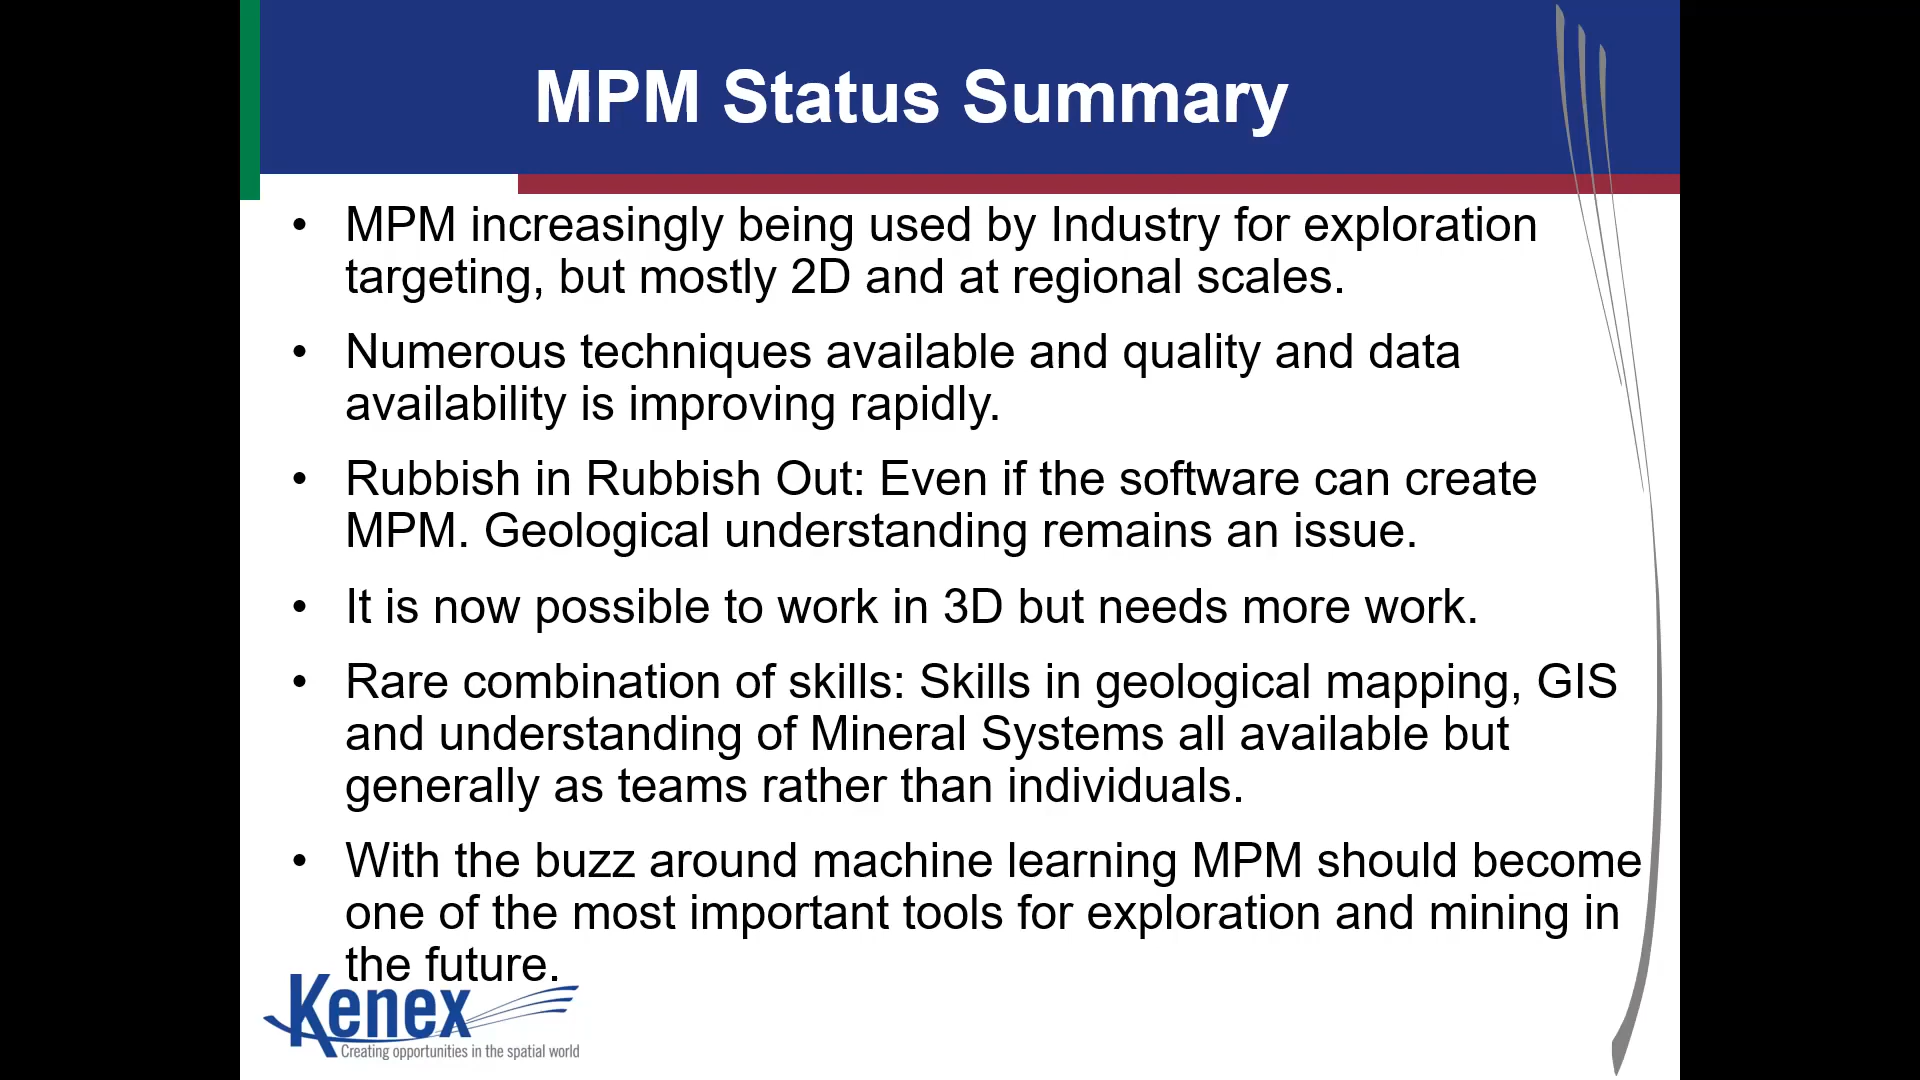 MPM Status Summary
• MPM increasingly being used by Industry for exploration
targeting, but mostly 2D and at regional scales.
• Numerous techniques available and quality and data
availability is improving rapidly.
• Rubbish in Rubbish Out: Even if the software can create
MPM. Geological understanding remains an issue.
• It is now possible to work in 3D but needs more work.
• Rare combination of skills: Skills in geological mapping, GIS
and understanding of Mineral Systems all available but
generally as teams rather than individuals.
• With the buzz around machine learning MPM should become
one of the most important tools for exploration and mining in
the future.
Kenex
Creating opportunities in the spatial world